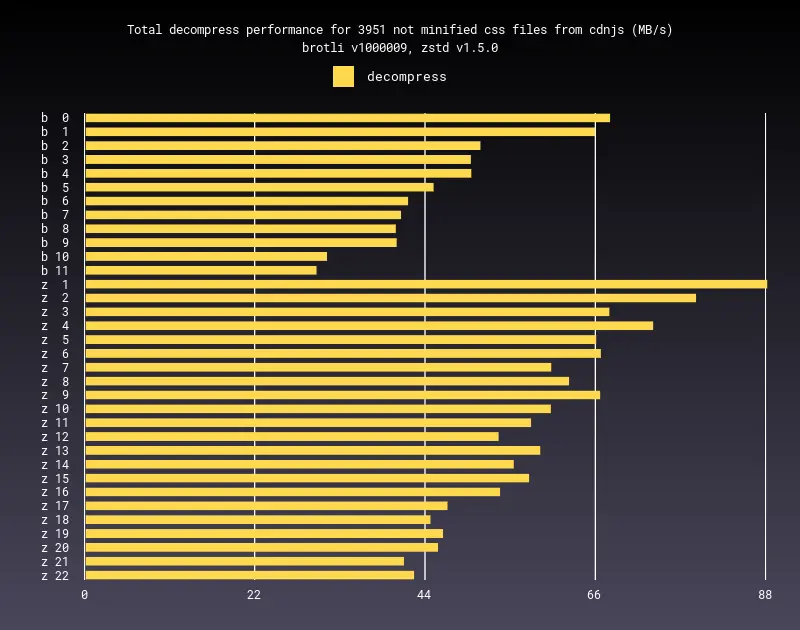 Total decompress performance for 3951 not minified css files from cdnjs (MB/s)
brotli v1000009, zstd v1.5.0
decompress
b 0
b 1
b 2
b 3
b 4
b 5
b 6
b 7
b 8
b 9
b 10
b 11
z 1
z 2
z 3
z 4
z 5
z 6
z 7
z 8
z 9
z 10
z 11
z 12
z 13
z 14
z 15
z 16
z 17
z 18
z 19
z 20
z 21
z 22
0 22 44 66 88